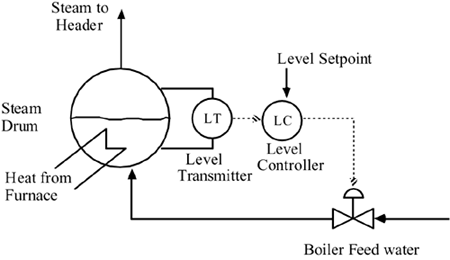 Steam to
Header
Level Setpoint
Steam
Drum
LT
LC
Level
Transmitter
Level
Controller
Heat from
Furnace
Boiler Feed water